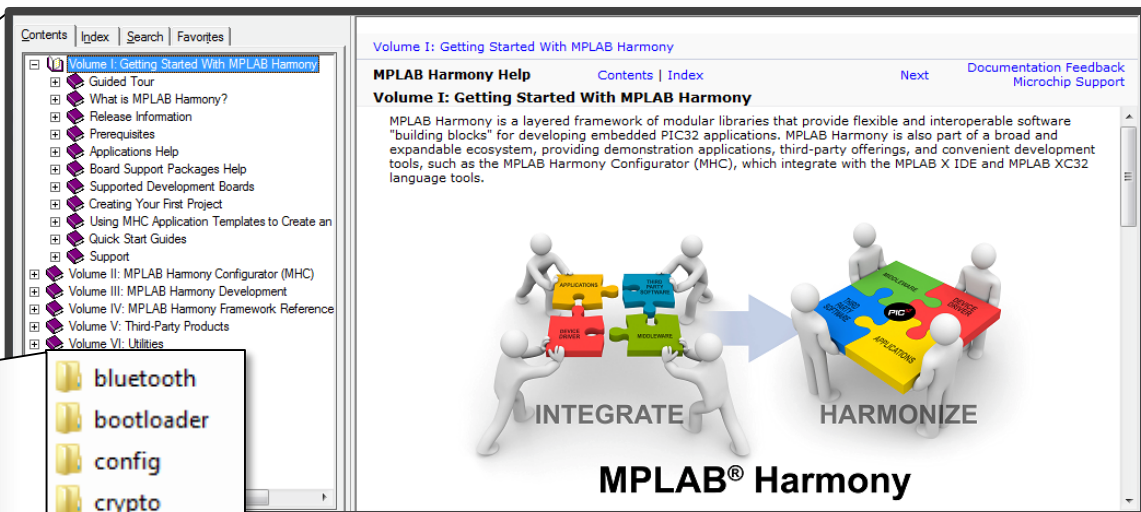 Contents Index Search Favorites
Volume I: Getting Started With MPLAB Harmony
Guided Tour
What is MPLAB Harmony?
Release Information
Prerequisites
Applications Help
Board Support Packages Help
Supported Development Boards
Creating Your First Project
Using MHC Application Templates to Create an
Quick Start Guides
Support
Volume II: MPLAB Harmony Configurator (MHC)
Volume III: MPLAB Harmony Development
Volume IV: MPLAB Harmony Framework Reference
Volume V: Third-Party Products
Volume VI: Utilities
bluetooth
bootloader
config
crypto
Volume I: Getting Started With MPLAB Harmony
MPLAB Harmony Help Contents | Index Next Documentation Feedback
Microchip Support
Volume I: Getting Started With MPLAB Harmony
MPLAB Harmony is a layered framework of modular libraries that provide flexible and interoperable software
"building blocks" for developing embedded PIC32 applications. MPLAB Harmony is also part of a broad and
expandable ecosystem, providing demonstration applications, third-party offerings, and convenient development
tools, such as the MPLAB Harmony Configurator (MHC), which integrate with the MPLAB X IDE and MPLAB XC32
language tools.
APPLICATIONS
THIRD
PARTY
SOFTWARE
DEVICE
DRIVER
MIDDLEWARE
MIDDLEWARE
THIRD
PARTY
SOFTWARE
PIC32
DEVICE
DRIVER
APPLICATIONS
INTEGRATE HARMONIZE
MPLAB® Harmony